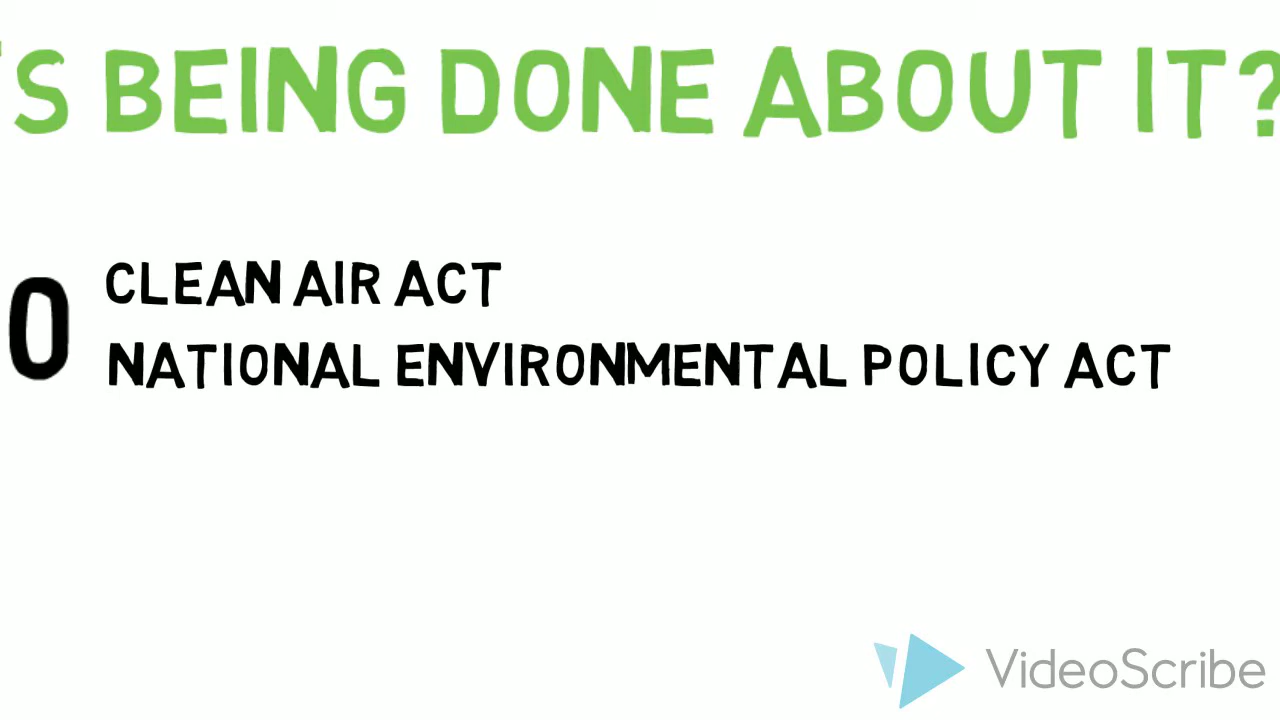 'S BEING DONE ABOUT IT?
0
CLEAN AIR ACT
NATIONAL ENVIRONMENTAL POLICY ACT
VideoScribe